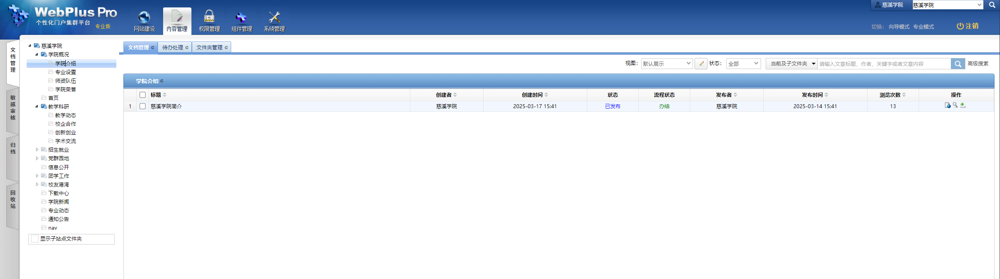 WebPlus Pro
个性化门户集群平台 专业版
网站建设 内容管理 权限管理 组件管理 系统管理
慈溪学院 慈溪学院
切换: 向导模式 专业模式 注销
文档管理
敏感审核
归档
回收站
慈溪学院
学院概况
学院介绍
专业设置
师资队伍
学院荣誉
首页
教学科研
教学动态
校企合作
创新创业
学术交流
招生就业
党群园地
信息公开
团学工作
校友港湾
下载中心
学院新闻
专业动态
通知公告
nav
显示子站点文件夹
文档管理 待办处理 文件夹管理
视图: 默认展示 状态: 全部 当前及子文件夹 请输入文章标题、作者、关键字或者文章内容 高级搜索
学院介绍
标题 创建者 创建时间 状态 流程状态 发布者 发布时间 浏览次数 操作
1 慈溪学院简介 慈溪学院 2025-03-17 15:41 已发布 办结 慈溪学院 2025-03-14 15:41 13